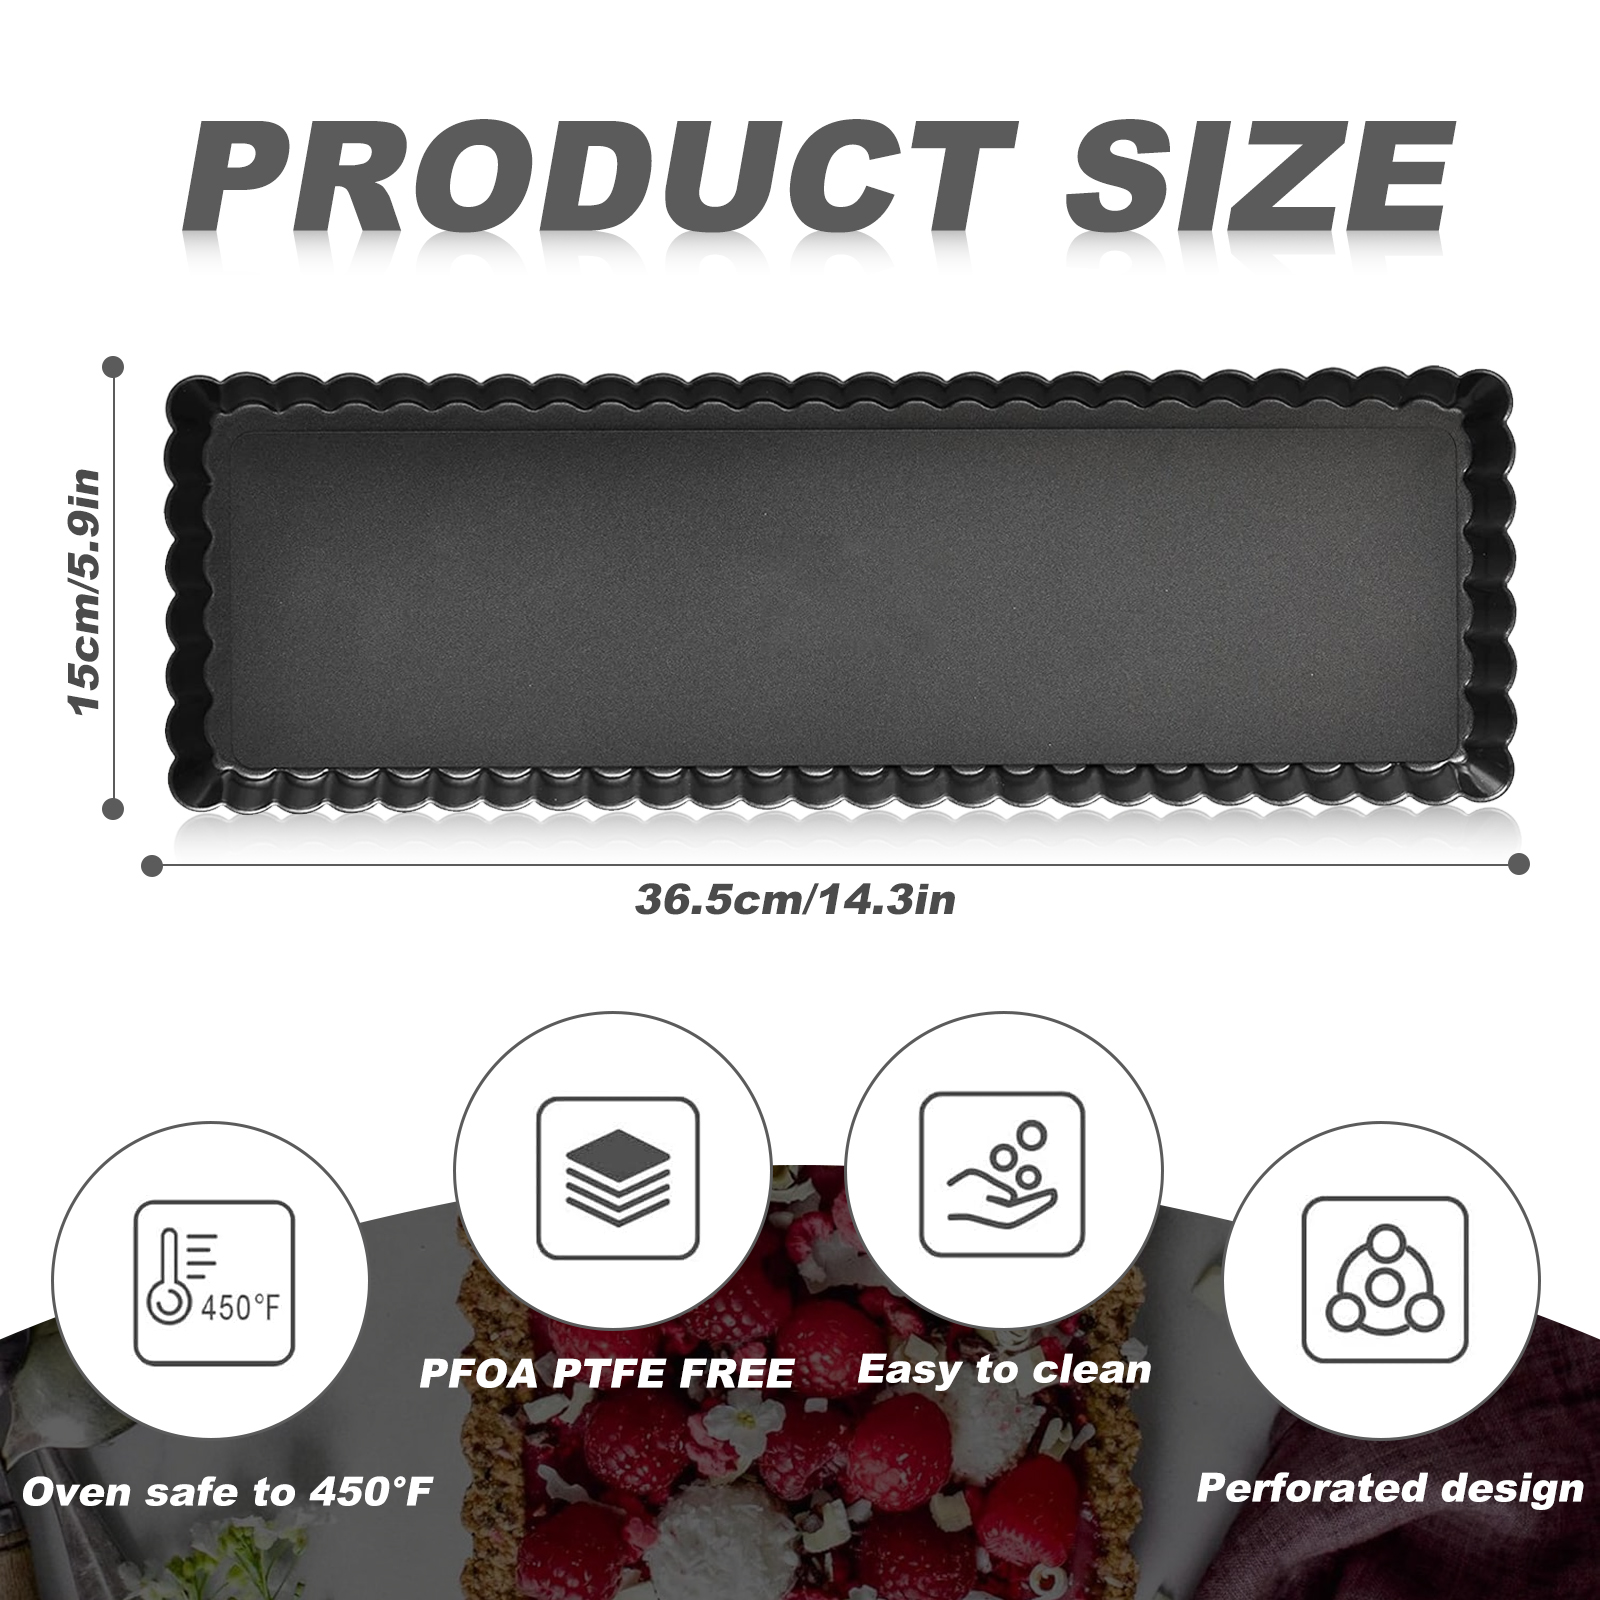 PRODUCT SIZE
15cm/5.9in
36.5cm/14.3in
450°F
PFOA PTFE FREE
Easy to clean
Oven safe to 450°F
Perforated design